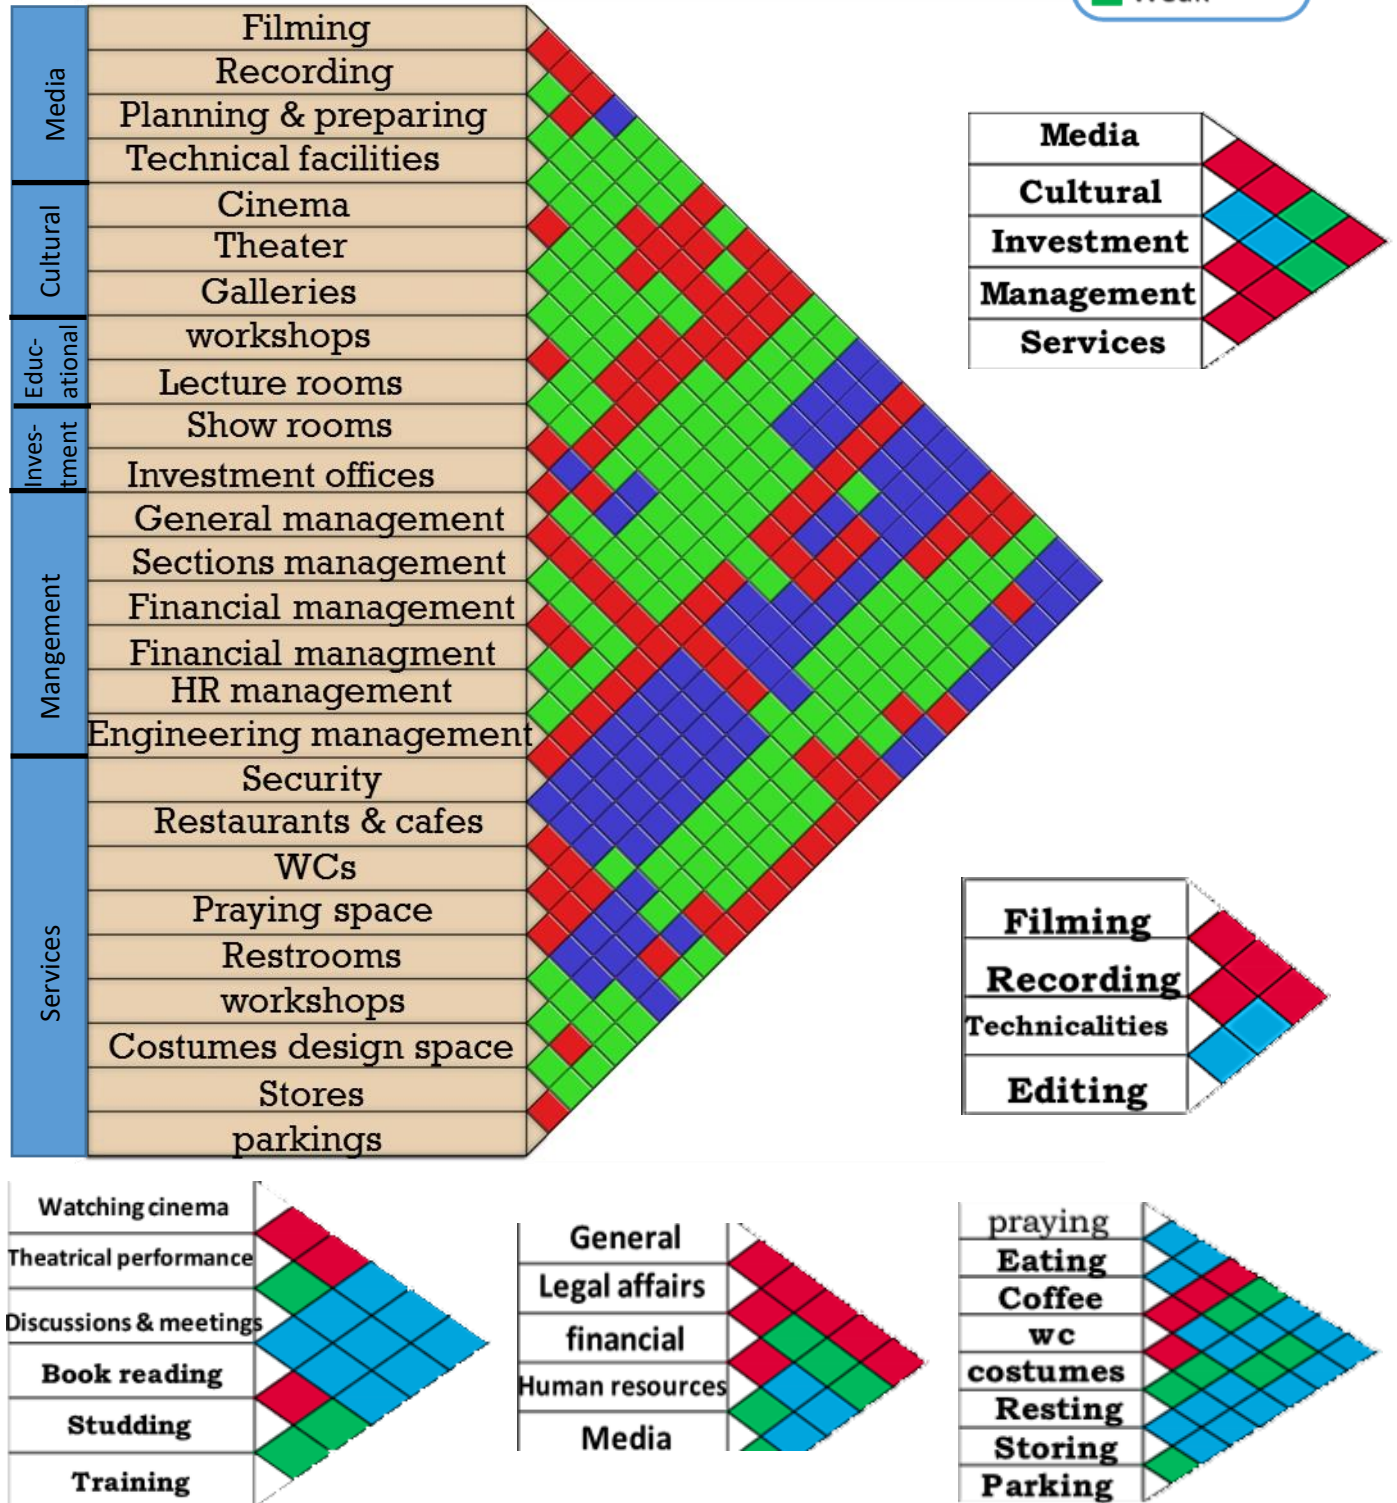 Weak
Media
Filming
Recording
Planning & preparing
Technical facilities
Cultural
Cinema
Theater
Galleries
Educ-
ational
workshops
Lecture rooms
Inves-
tment
Show rooms
Investment offices
Mangement
General management
Sections management
Financial management
Financial managment
HR management
Engineering management
Services
Security
Restaurants & cafes
WCs
Praying space
Restrooms
workshops
Costumes design space
Stores
parkings
Media
Cultural
Investment
Management
Services
Filming
Recording
Technicalities
Editing
Watching cinema
Theatrical performance
Discussions & meetings
Book reading
Studding
Training
General
Legal affairs
financial
Human resources
Media
praying
Eating
Coffee
wc
costumes
Resting
Storing
Parking